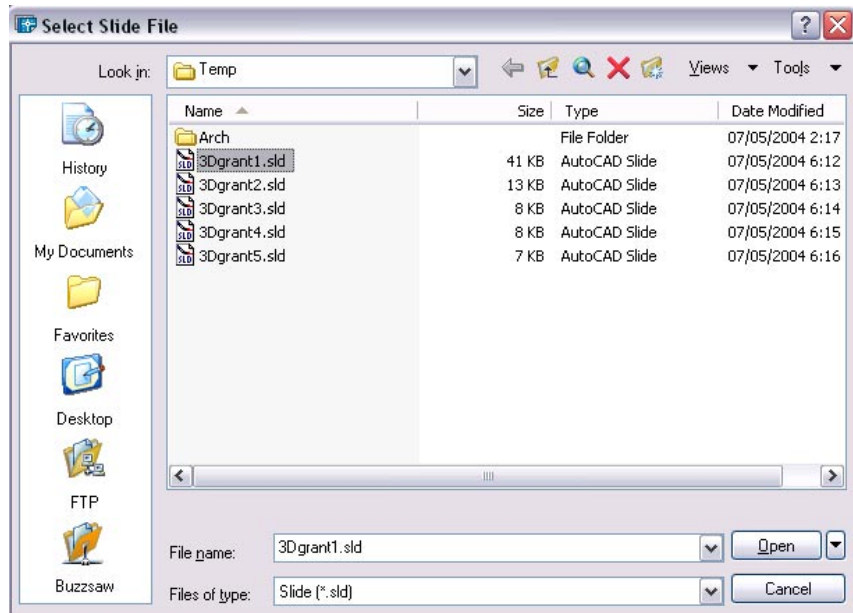 Select Slide File
Look in: Temp Views Tools
Name Size Type Date Modified
Arch File Folder 07/05/2004 2:17
3Dgrant1.sld 41 KB AutoCAD Slide 07/05/2004 6:12
3Dgrant2.sld 13 KB AutoCAD Slide 07/05/2004 6:13
3Dgrant3.sld 8 KB AutoCAD Slide 07/05/2004 6:14
3Dgrant4.sld 8 KB AutoCAD Slide 07/05/2004 6:15
3Dgrant5.sld 7 KB AutoCAD Slide 07/05/2004 6:16
History
My Documents
Favorites
Desktop
FTP
Buzzsaw
File name: 3Dgrant1.sld Open
Files of type: Slide (*.sld) Cancel